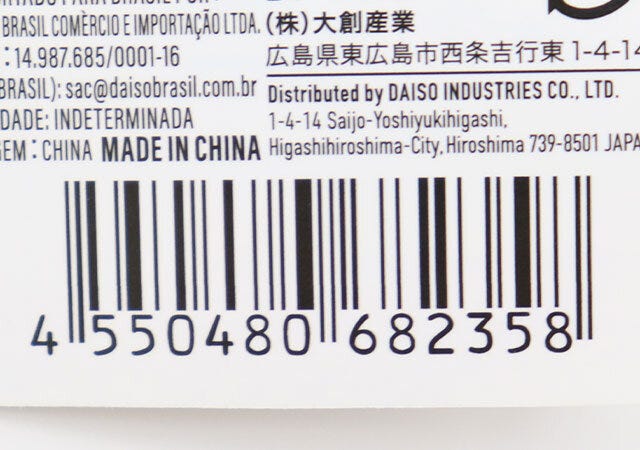 BRASIL COMÈRCIO E IMPORTAÇÃO LTDA.
: 14.987.685/0001-16
BRASIL): sac@daisobrasil.com.br
DADE: INDETERMINADA
GEM : CHINA MADE IN CHINA
(株)大創産業
広島県東広島市西条吉行東 1-4-14
Distributed by DAISO INDUSTRIES CO., LTD.
1-4-14 Saijo-Yoshiyukihigashi,
Higashihiroshima-City, Hiroshima 739-8501 JAPA
4 550480 682358